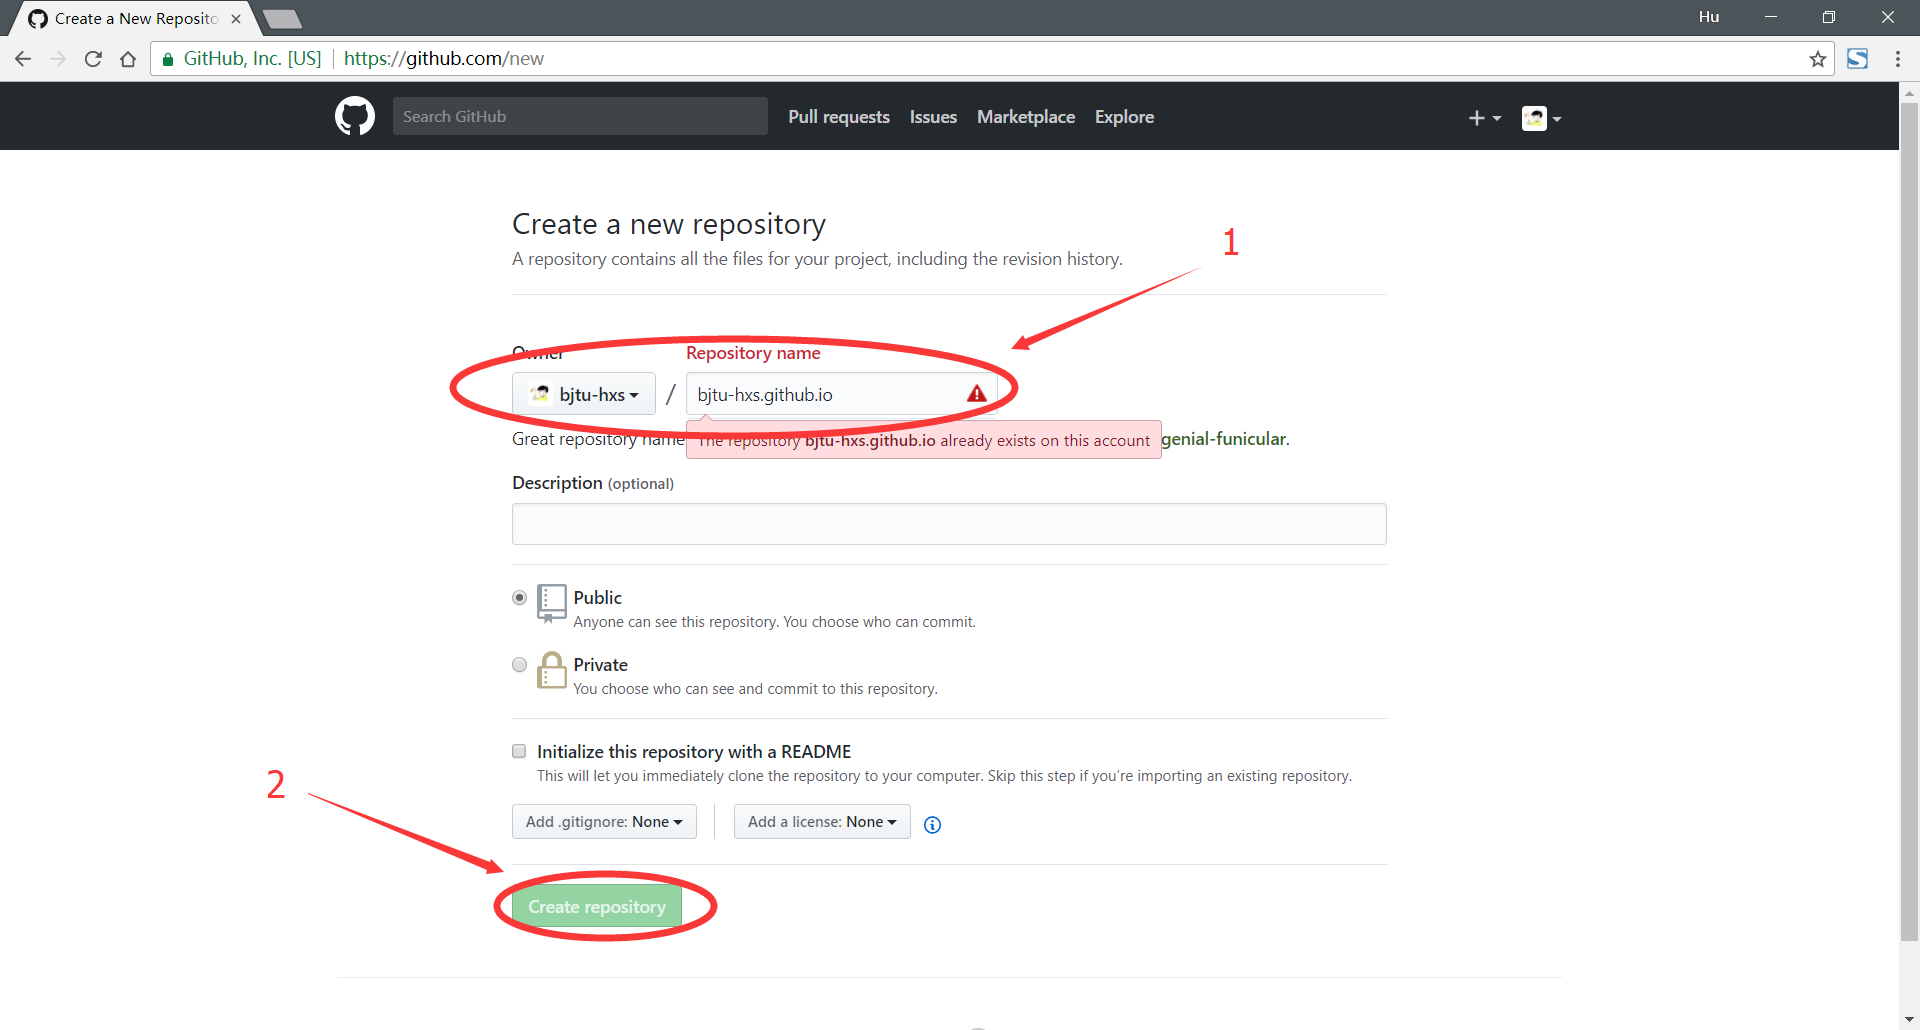 Create a New Reposito
Hu
GitHub, Inc. [US] https://github.com/new
Search GitHub Pull requests Issues Marketplace Explore
Create a new repository
1
A repository contains all the files for your project, including the revision history.
Owner Repository name
bjtu-hxs / bjtu-hxs.github.io
Great repository name The repository bjtu-hxs.github.io already exists on this account genial-funicular.
Description (optional)
Public
Anyone can see this repository. You choose who can commit.
Private
You choose who can see and commit to this repository.
Initialize this repository with a README
This will let you immediately clone the repository to your computer. Skip this step if you’re importing an existing repository.
2
Add .gitignore: None Add a license: None
Create repository